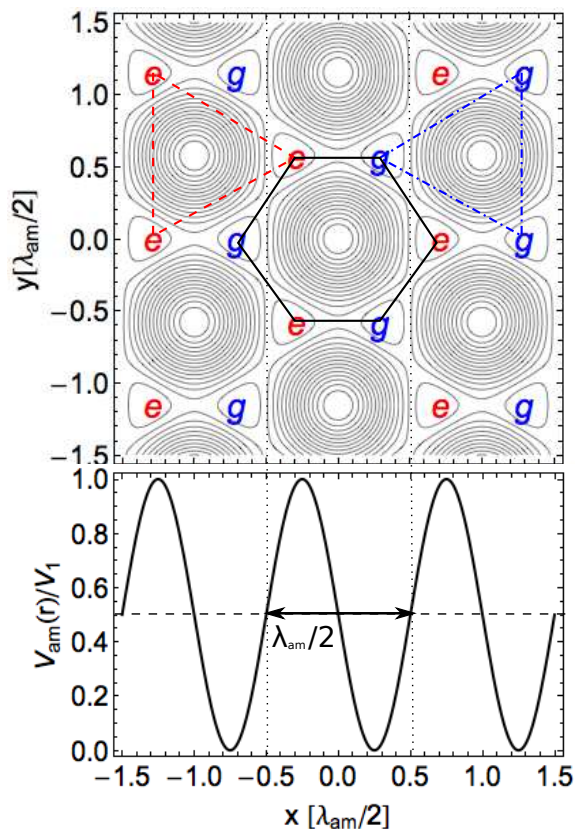 1.5
e g e g
1.0
0.5
e g
y[λam/2]
0.0
e g e g
−0.5
e g
−1.0
e g e g
−1.5
1.0
0.8
0.6
Vam(r)/V1
λam/2
0.4
0.2
0.0
−1.5 −1.0 −0.5 0.0 0.5 1.0 1.5
x [λam/2]